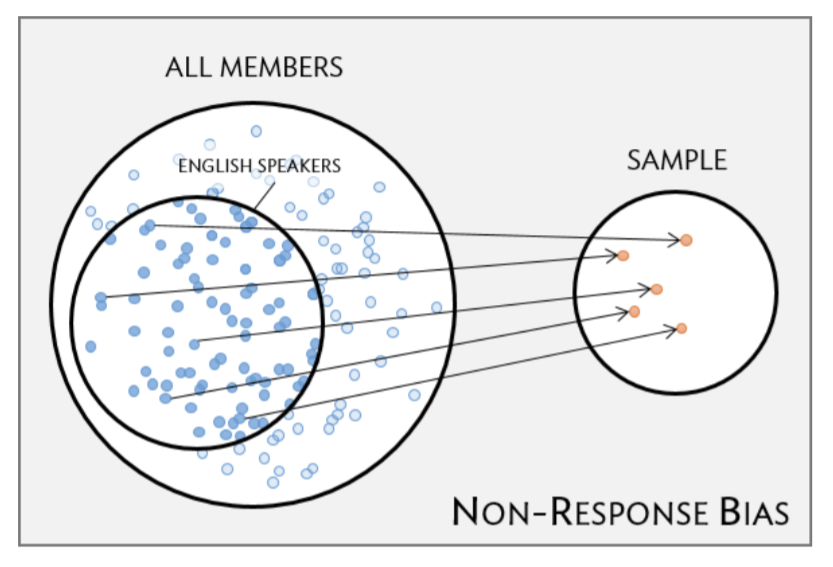 ALL MEMBERS
ENGLISH SPEAKERS
SAMPLE
NON-RESPONSE BIAS